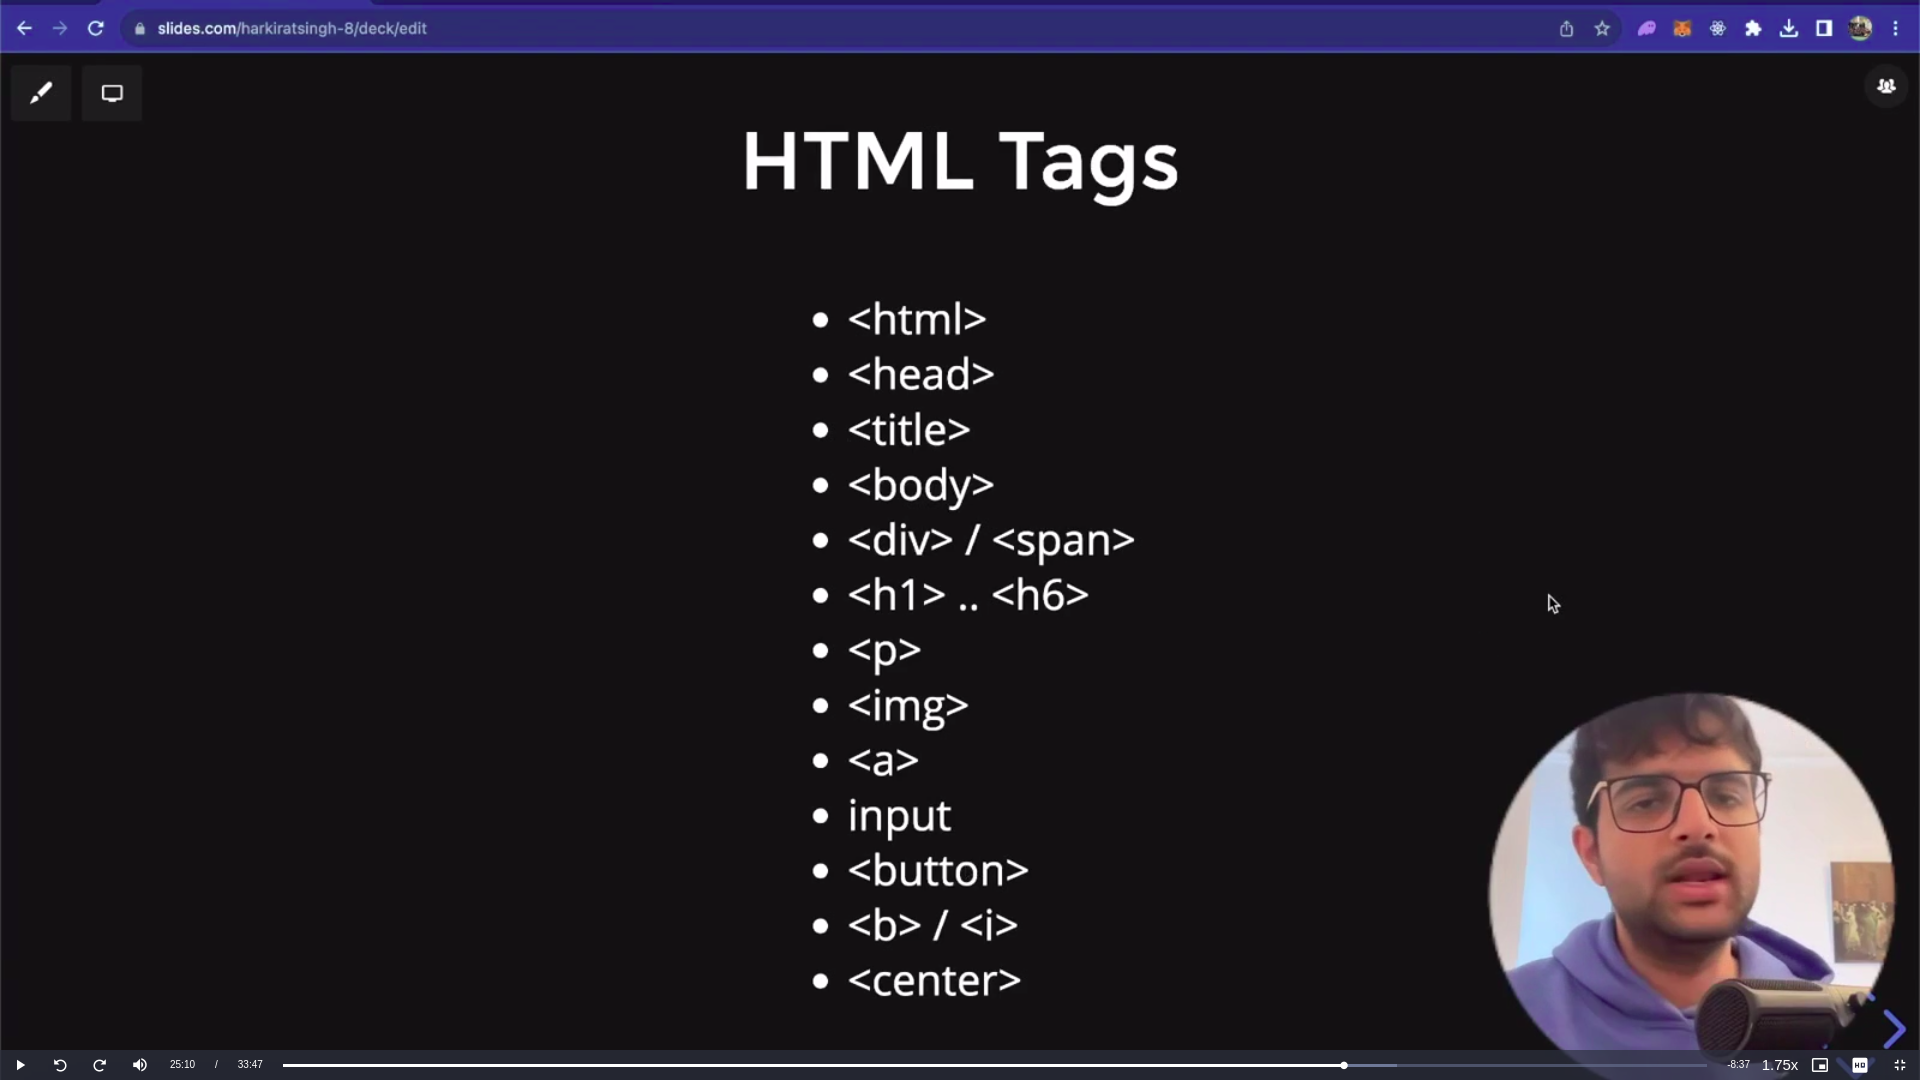 slides.com/harkiratsingh-8/deck/edit
HTML Tags
<html>
<head>
<title>
<body>
<div> / <span>
<h1> .. <h6>
<p>
<img>
<a>
input
<button>
<b> / <i>
<center>
25:10 / 33:47 -8:37 1.75x HD